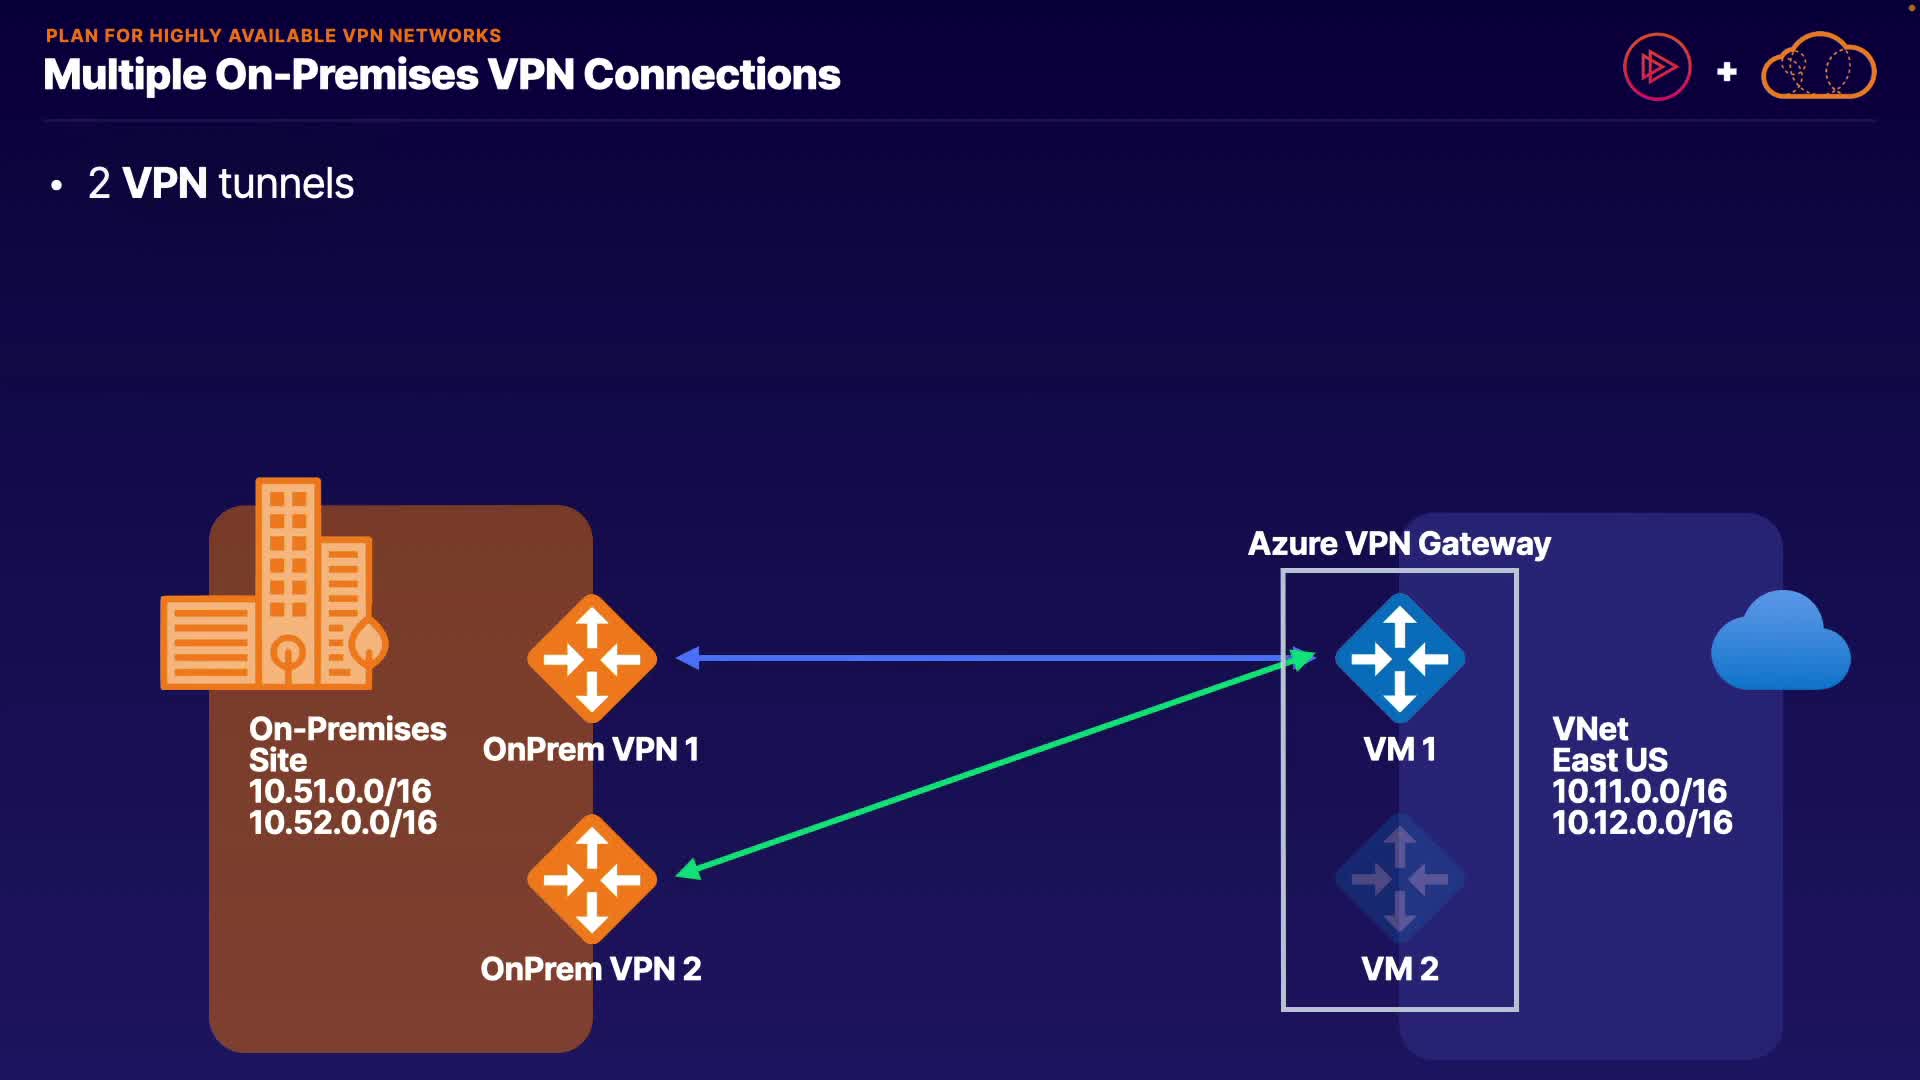 PLAN FOR HIGHLY AVAILABLE VPN NETWORKS
Multiple On-Premises VPN Connections
• 2 VPN tunnels
Azure VPN Gateway
On-Premises
Site
10.51.0.0/16
10.52.0.0/16
OnPrem VPN 1
VM 1
VNet
East US
10.11.0.0/16
10.12.0.0/16
OnPrem VPN 2
VM 2